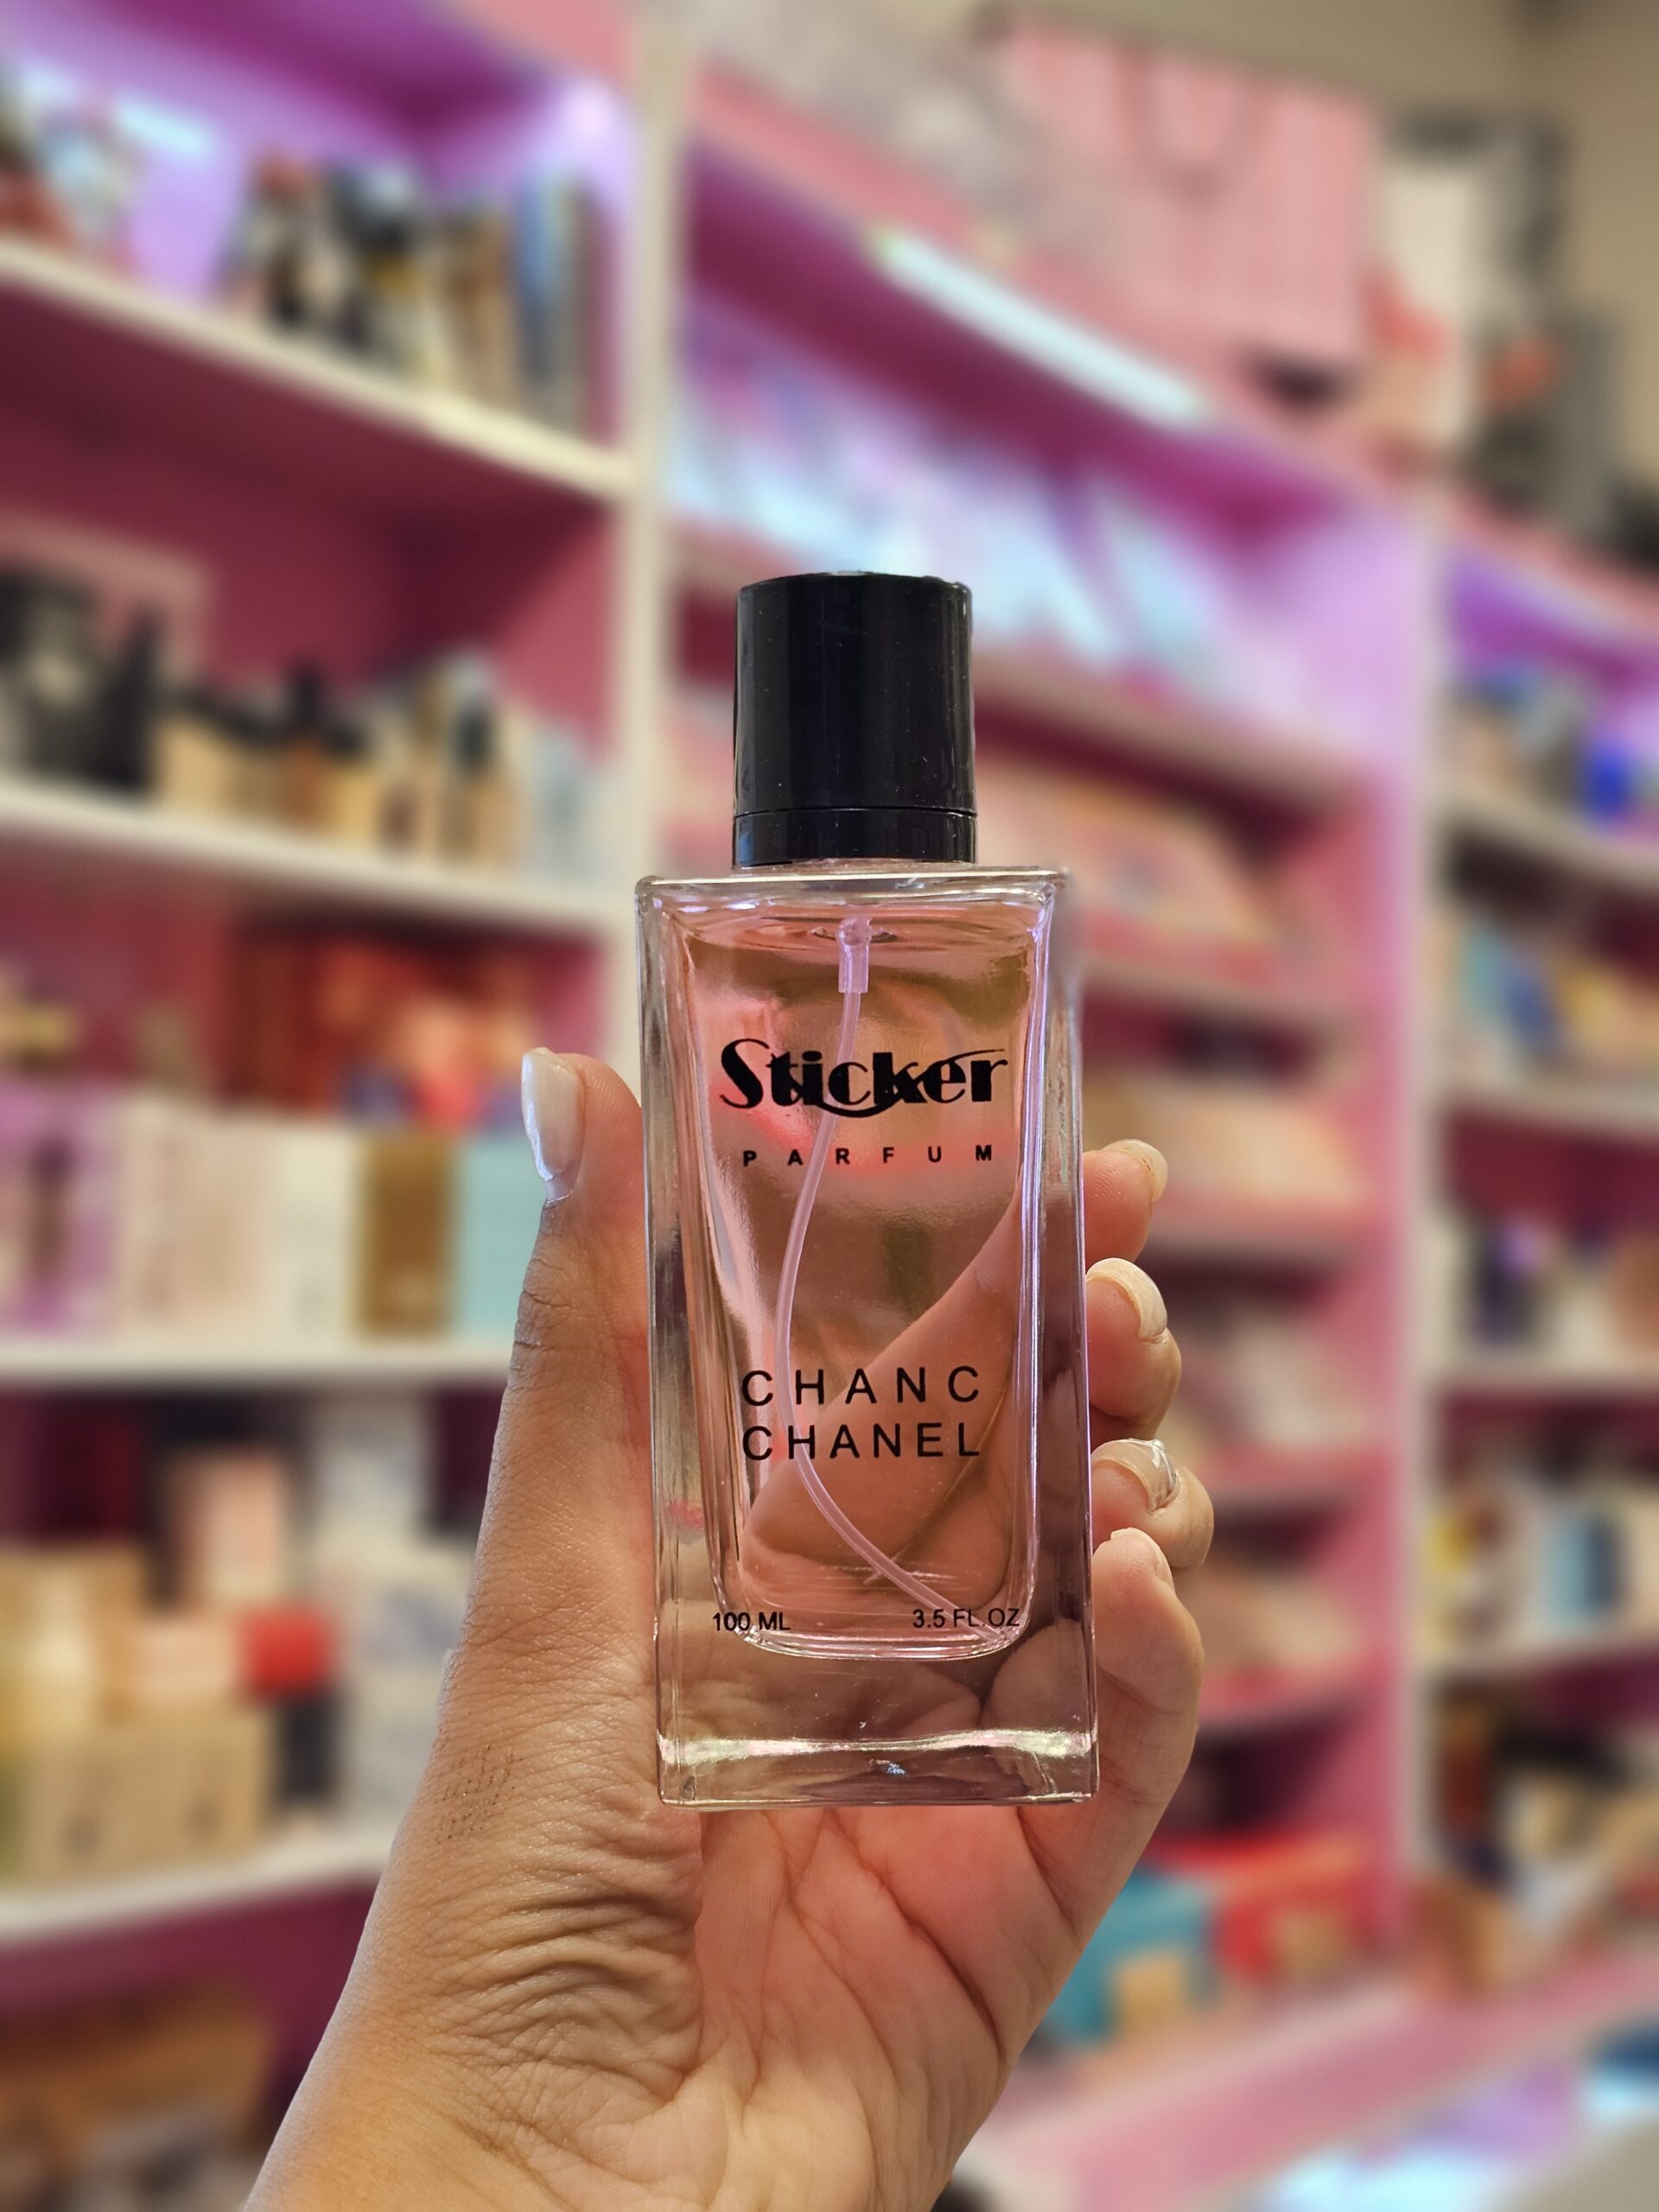 Sticker
PARFUM
CHANC
CHANEL
100 ML
3.5 FL.OZ